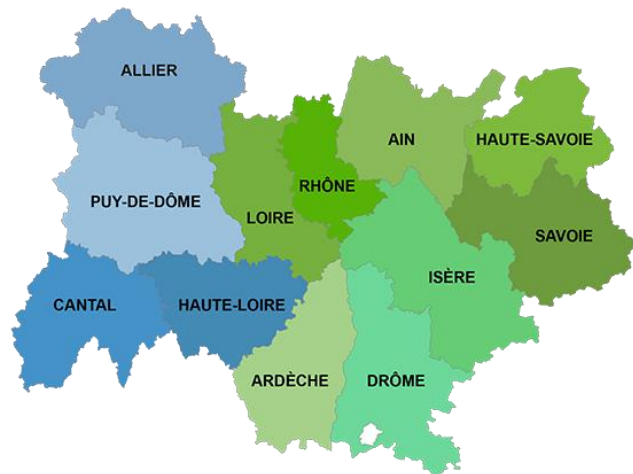 ALLIER
AIN
HAUTE-SAVOIE
RHÔNE
PUY-DE-DÔME
LOIRE
SAVOIE
ISÈRE
CANTAL
HAUTE-LOIRE
ARDÈCHE
DRÔME